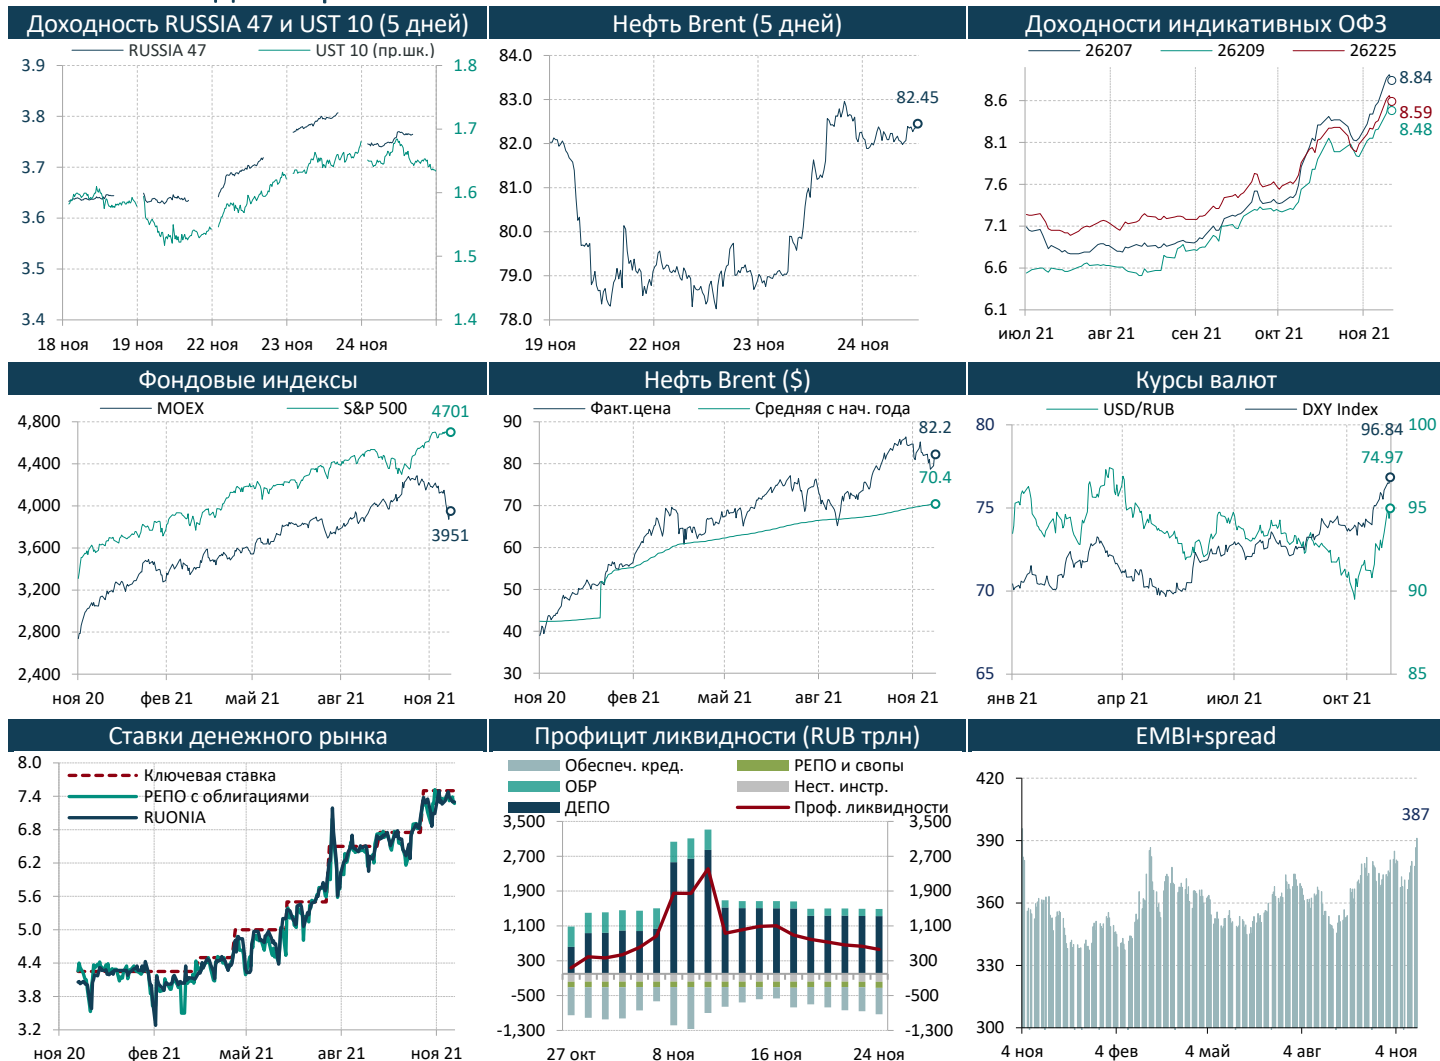 Доходность RUSSIA 47 и UST 10 (5 дней)
RUSSIA 47 UST 10 (пр.шк.)
3.9 1.8
3.8 1.7
3.7 1.6
3.6 1.5
3.5 1.4
3.4
18 ноя 19 ноя 22 ноя 23 ноя 24 ноя
Нефть Brent (5 дней)
84.0
83.0
82.45
82.0
81.0
80.0
79.0
78.0
19 ноя 22 ноя 23 ноя 24 ноя
Доходности индикативных ОФЗ
26207 26209 26225
8.84
8.6
8.59
8.48
8.1
7.6
7.1
6.6
6.1
июл 21 авг 21 сен 21 окт 21 ноя 21
Фондовые индексы
MOEX S&P 500 4701
4,800
4,400
4,000
3951
3,600
3,200
2,800
2,400
ноя 20 фев 21 май 21 авг 21 ноя 21
Нефть Brent ($)
Факт.цена Средняя с нач. года
90
82.2
80
70.4
70
60
50
40
30
ноя 20 фев 21 май 21 авг 21 ноя 21
Курсы валют
USD/RUB DXY Index
80 100
96.84
74.97
75 95
70 90
65 85
янв 21 апр 21 июл 21 окт 21
Ставки денежного рынка
Ключевая ставка
РЕПО с облигациями
RUONIA
8.0
7.4
6.8
6.2
5.6
5.0
4.4
3.8
3.2
ноя 20 фев 21 май 21 авг 21 ноя 21
Профицит ликвидности (RUB трлн)
Обеспеч. кред. РЕПО и свопы
ОБР Нест. инстр.
ДЕПО Проф. ликвидности
3,500 3,500
2,700 2,700
1,900 1,900
1,100 1,100
300 300
-500 -500
-1,300 -1,300
27 окт 8 ноя 16 ноя 24 ноя
EMBI+spread
420
387
390
360
330
300
4 ноя 4 фев 4 май 4 авг 4 ноя